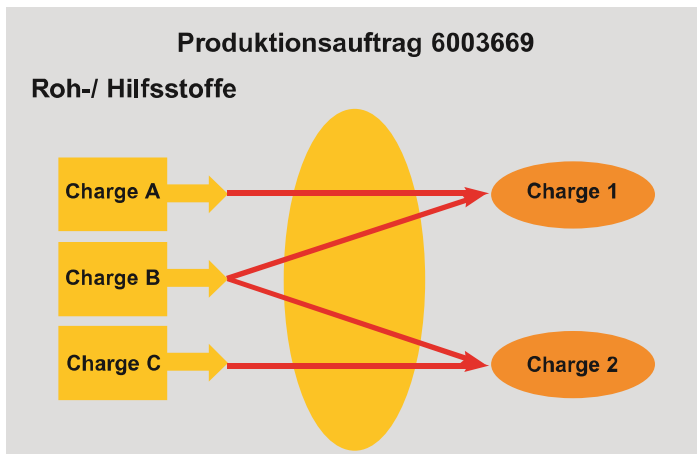 Produktionsauftrag 6003669
Roh-/ Hilfsstoffe
Charge A
Charge 1
Charge B
Charge C
Charge 2